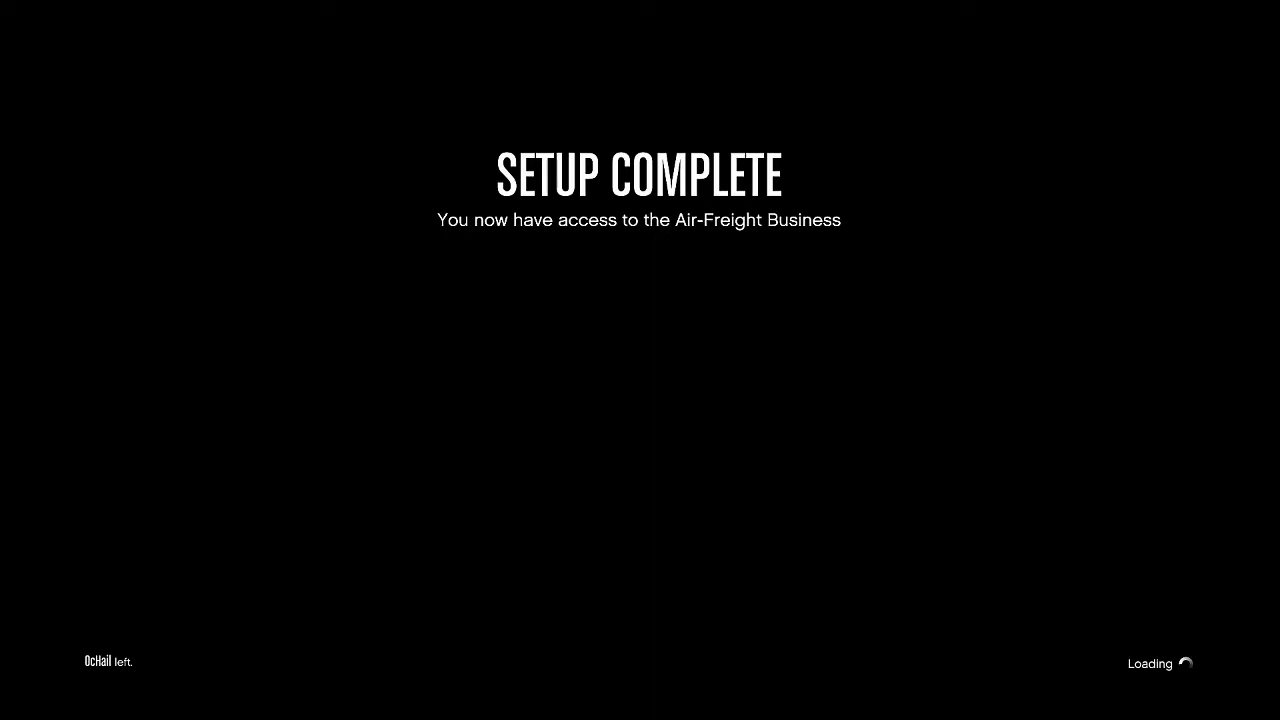 SETUP COMPLETE
You now have access to the Air-Freight Business
OcHail left.
Loading